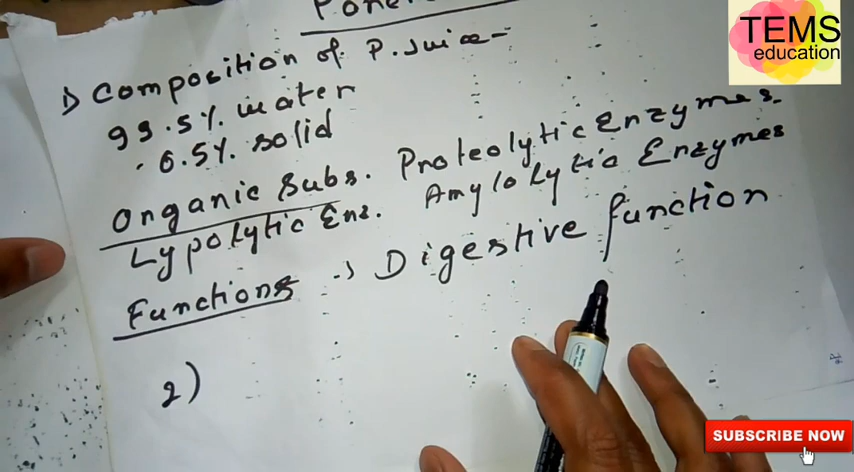 1) Composition of P. Juice -
99.5% water
0.5% solid
Organic Subs. Proteolytic Enzymes.
Lypolytic Enz. Amylolytic Enzymes
Functions -> Digestive function
2)
TEMS
education
SUBSCRIBE NOW